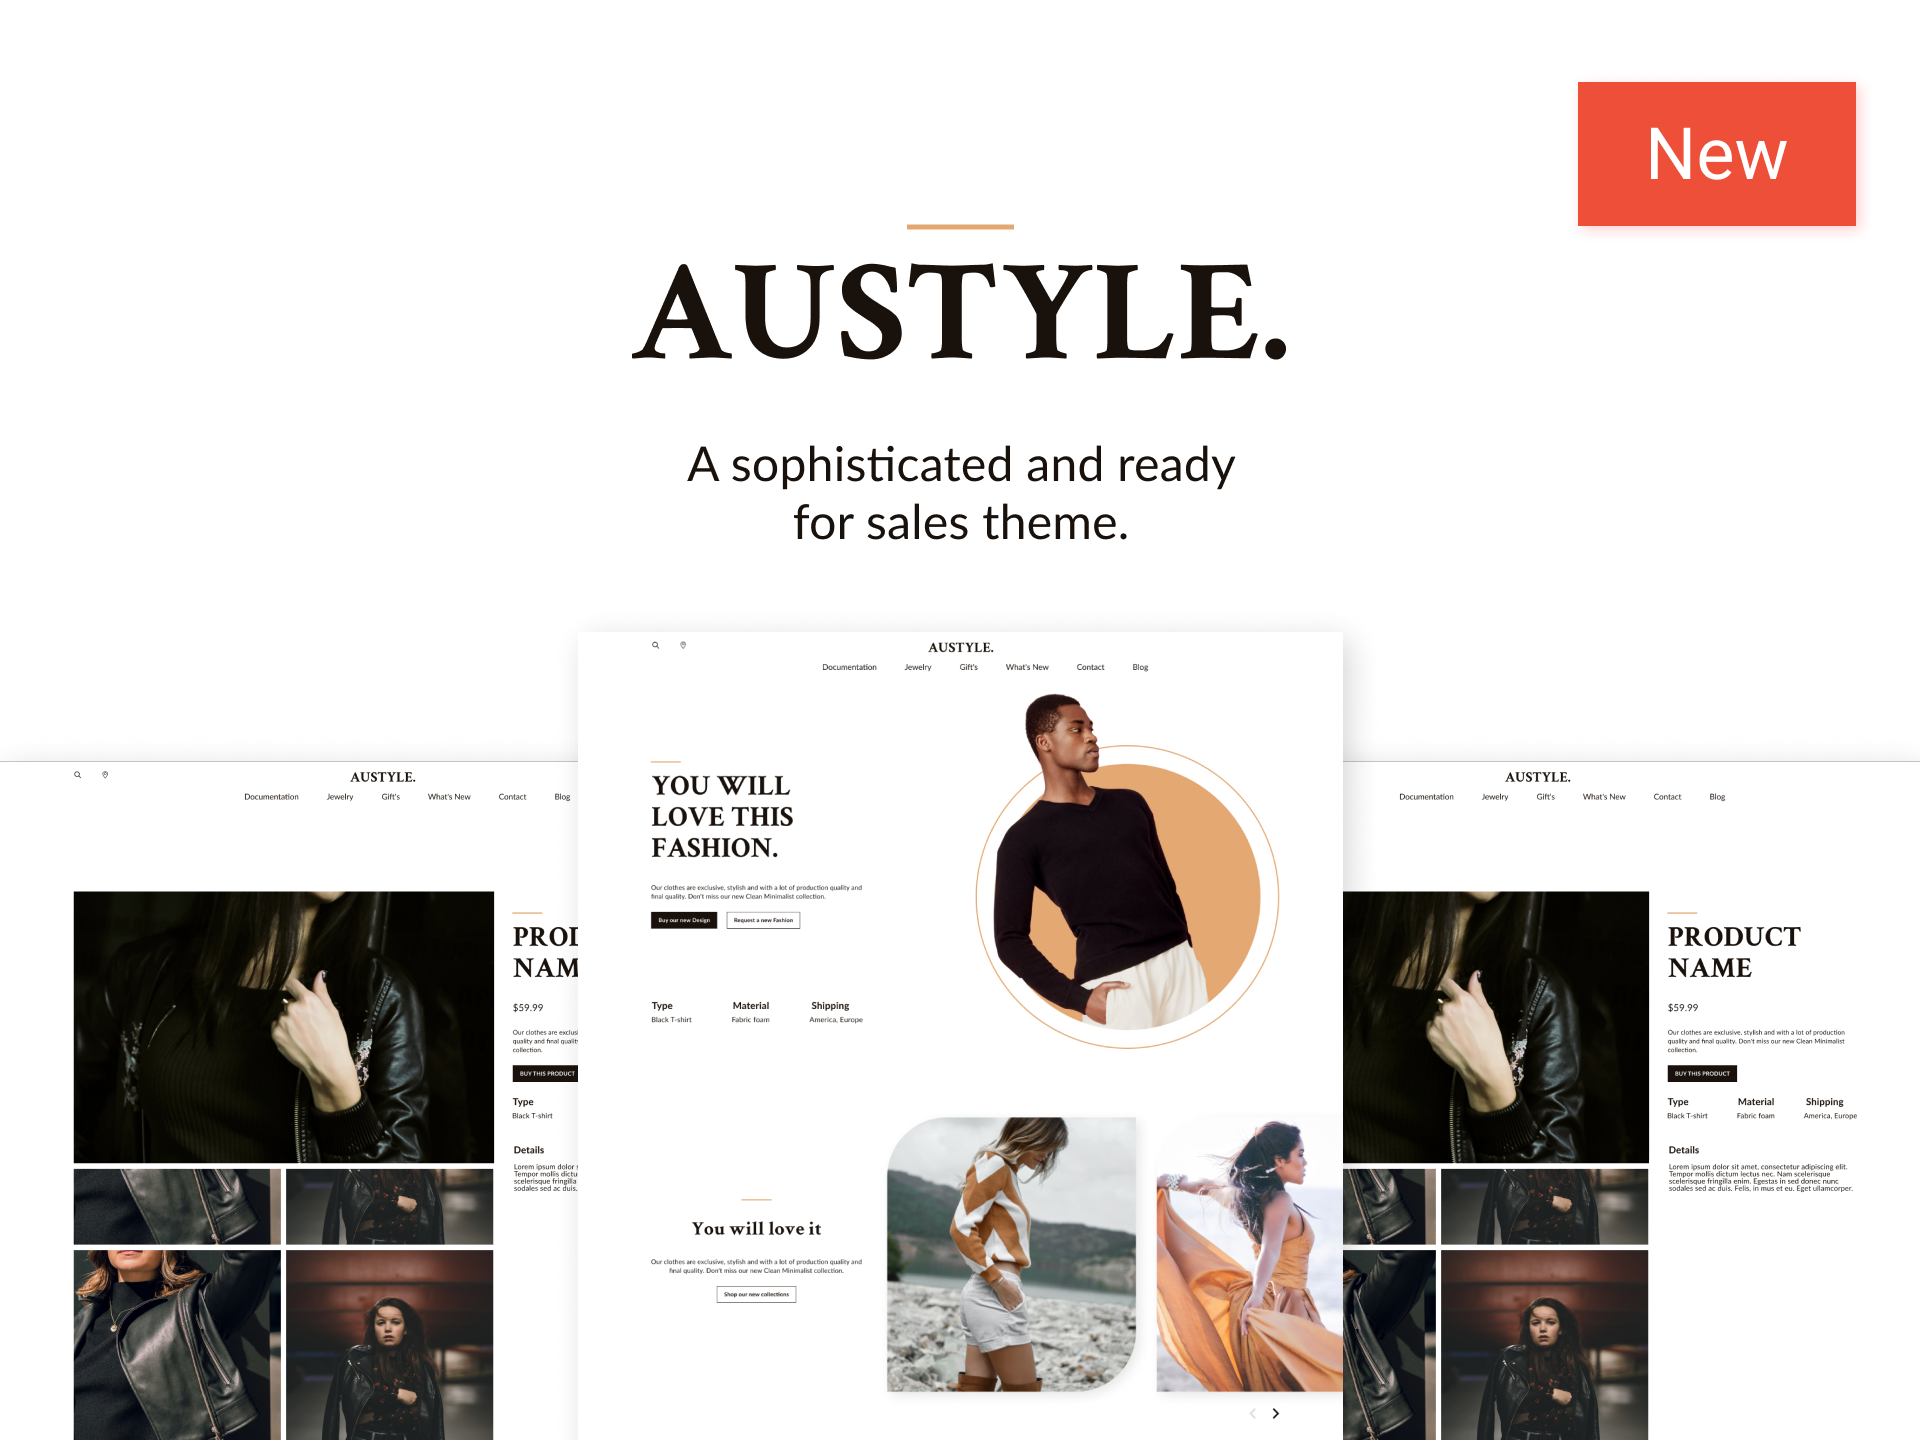 New
AUSTYLE.
A sophisticated and ready
for sales theme.
AUSTYLE.
Documentation Jewelry Gift's What's New Contact Blog
YOU WILL
LOVE THIS
FASHION.
Our clothes are exclusive, stylish and with a lot of production quality and
final quality. Don't miss our new Clean Minimalist collection.
Buy our new Design Request a new Fashion
Type Material Shipping
Black T-shirt Fabric foam America, Europe
You will love it
Our clothes are exclusive, stylish and with a lot of production quality and
final quality. Don't miss our new Clean Minimalist collection.
Shop our new collections
AUSTYLE.
Documentation Jewelry Gift's What's New Contact Blog
PROD
NAM
$59.99
Our clothes are exclus
quality and final quality
collection.
BUY THIS PRODUCT
Type
Black T-shirt
Details
Lorem ipsum dolor s
Tempor mollis dictu
scelerisque fringilla
sodales sed ac duis.
AUSTYLE.
Documentation Jewelry Gift's What's New Contact Blog
PRODUCT
NAME
$59.99
Our clothes are exclusive, stylish and with a lot of production
quality and final quality. Don't miss our new Clean Minimalist
collection.
BUY THIS PRODUCT
Type Material Shipping
Black T-shirt Fabric foam America, Europe
Details
Lorem ipsum dolor sit amet, consectetur adipiscing elit.
Tempor mollis dictum lectus nec. Nam scelerisque
scelerisque fringilla enim. Egestas in sed donec nunc
sodales sed ac duis. Felis, in mus et eu. Eget ullamcorper.